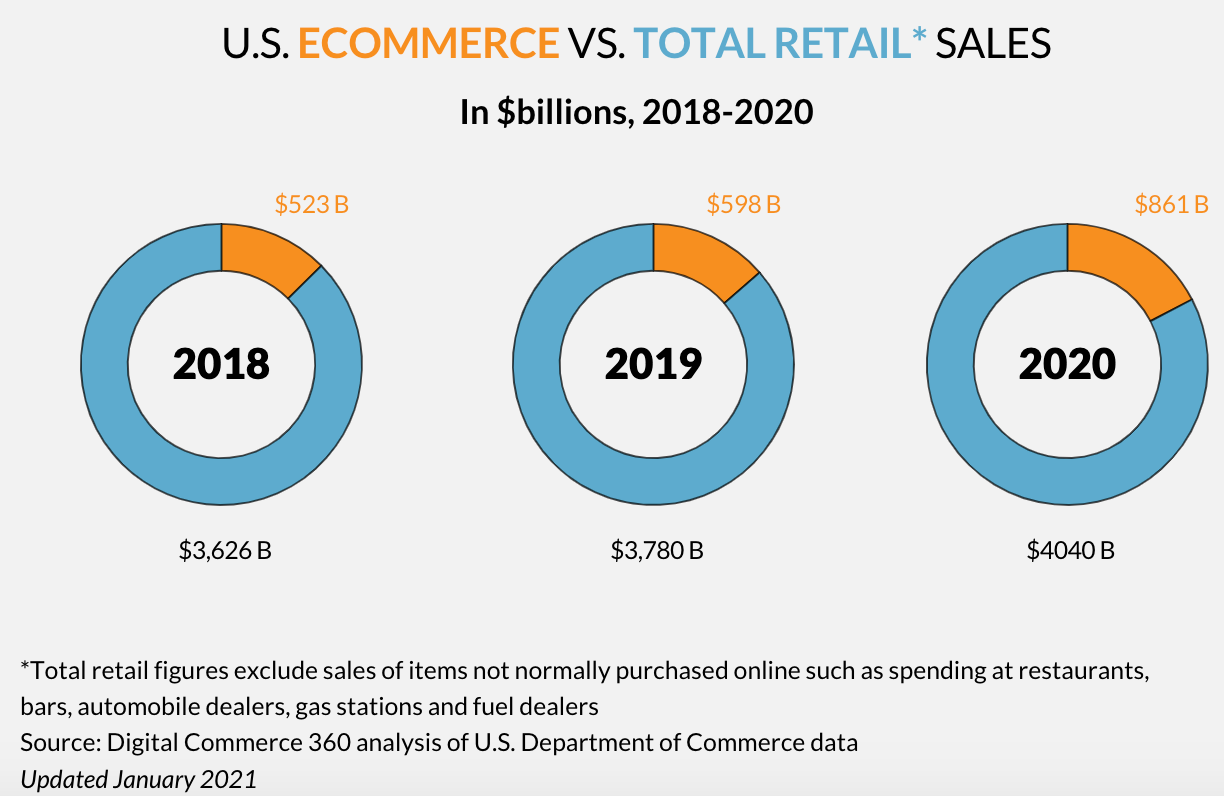 U.S. ECOMMERCE VS. TOTAL RETAIL* SALES
In $billions, 2018-2020
$523 B
$598 B
$861 B
2018
2019
2020
$3,626 B
$3,780 B
$4040 B
*Total retail figures exclude sales of items not normally purchased online such as spending at restaurants,
bars, automobile dealers, gas stations and fuel dealers
Source: Digital Commerce 360 analysis of U.S. Department of Commerce data
Updated January 2021